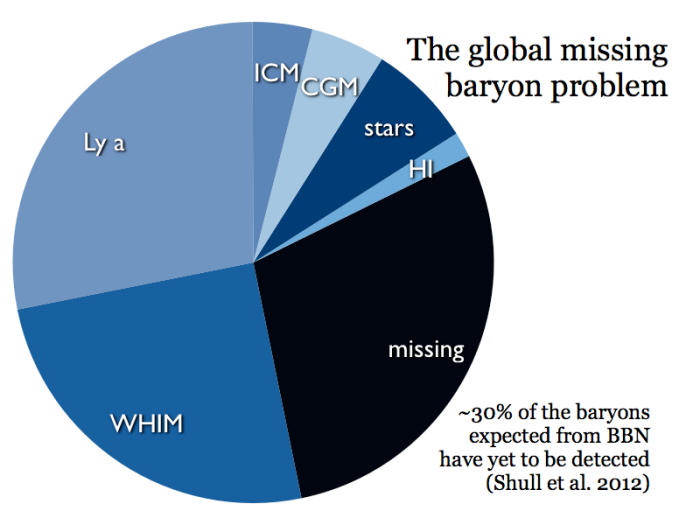 The global missing
baryon problem
ICM
CGM
stars
Ly a
HI
missing
WHIM
~30% of the baryons
expected from BBN
have yet to be detected
(Shull et al. 2012)